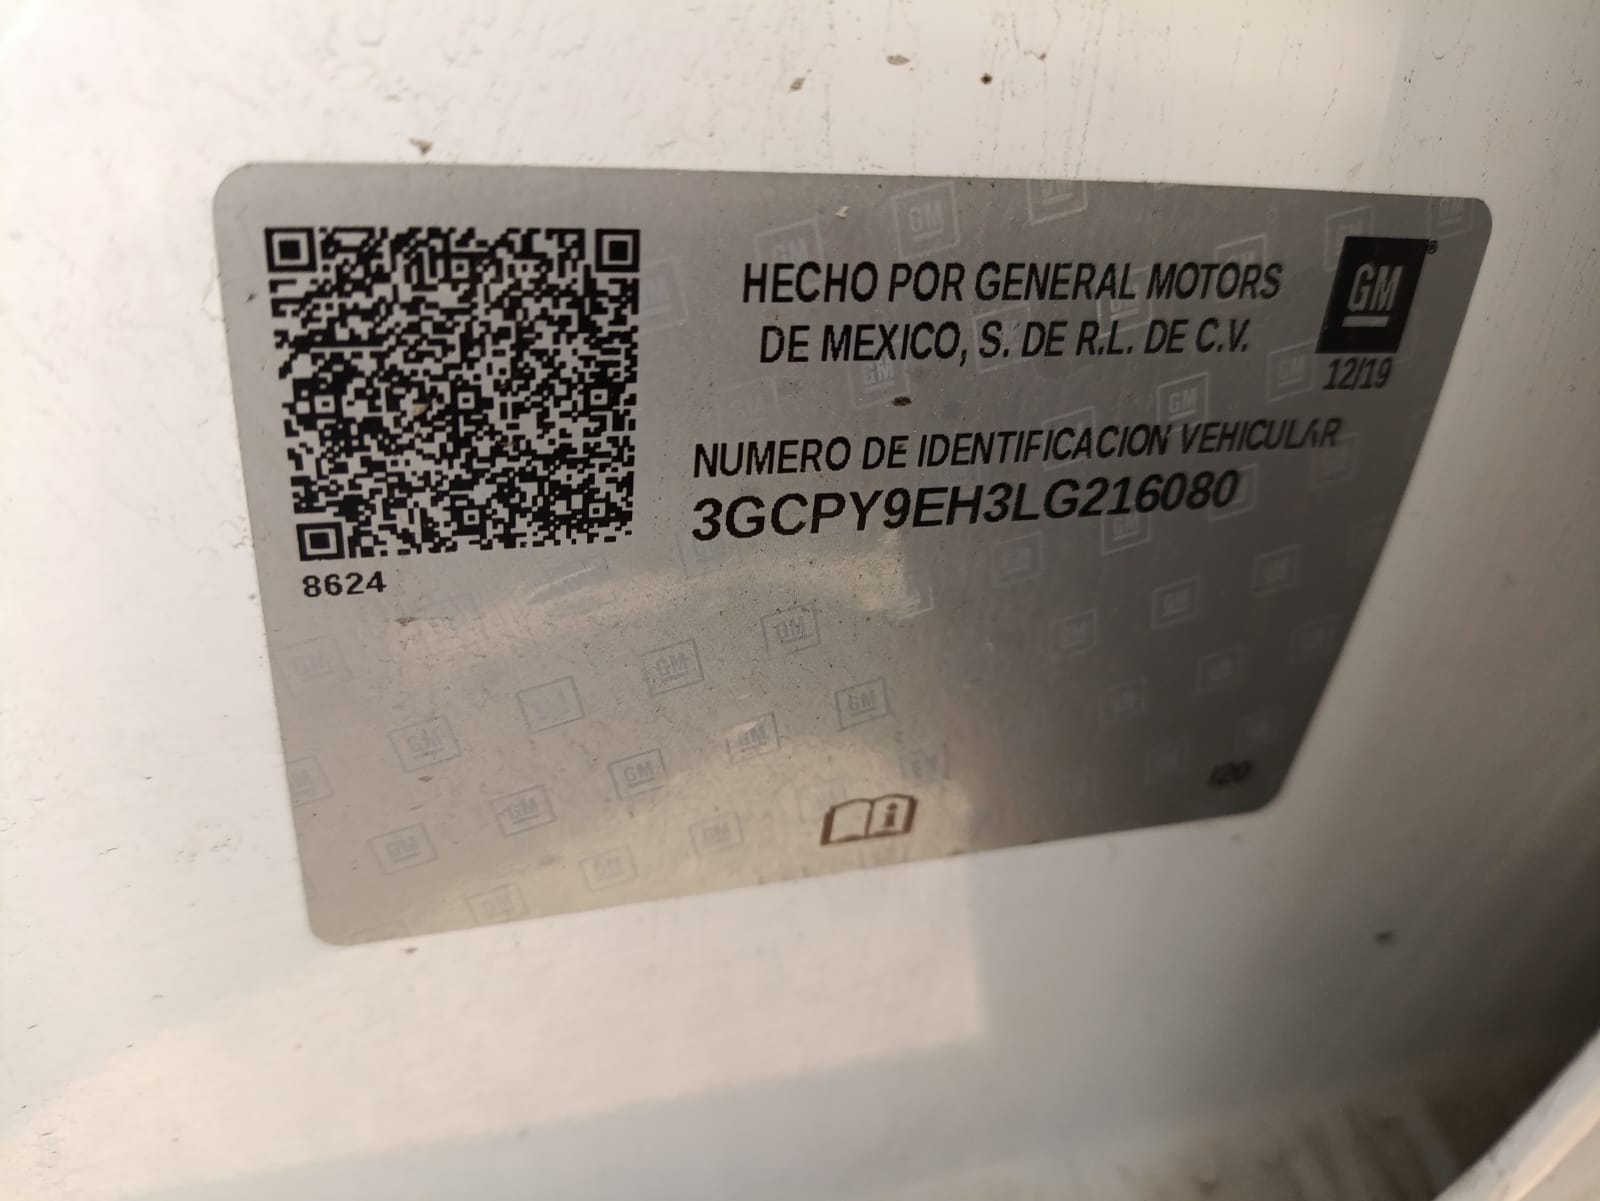 HECHO POR GENERAL MOTORS
DE MEXICO, S. DE R.L. DE C.V.
GM
®
12/19
NUMERO DE IDENTIFICACION VEHICULAR
3GCPY9EH3LG216080
8624